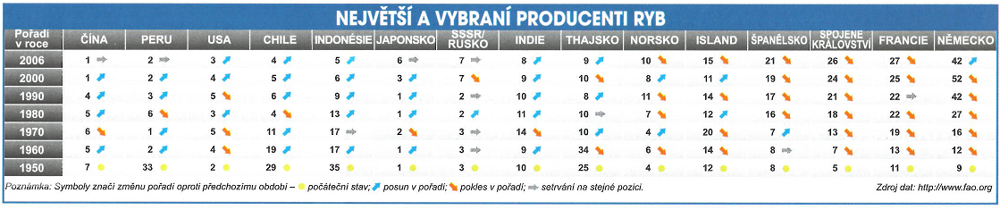 NEJVĚTŠÍ A VYBRANÍ PRODUCENTI RYB
Pořadí v roce ČÍNA PERU USA CHILE INDONÉSIE JAPONSKO SSSR/RUSKO INDIE THAJSKO NORSKO ISLAND ŠPANĚLSKO SPOJENÉ KRÁLOVSTVÍ FRANCIE NĚMECKO
2006 1 2 3 4 5 6 7 8 9 10 15 21 26 27 42
2000 1 2 4 5 6 3 7 9 10 8 11 19 24 25 52
1990 4 3 5 6 9 1 2 10 8 11 14 17 21 22 42
1980 5 6 3 4 13 1 2 11 10 7 12 16 18 22 27
1970 6 1 5 11 17 2 3 14 10 4 20 7 13 19 16
1960 5 2 4 19 17 1 3 9 34 6 14 8 7 13 12
1950 7 33 2 29 35 1 3 10 25 4 12 8 5 11 9
Poznámka: Symboly značí změnu pořadí oproti předchozímu období – počáteční stav; posun v pořadí; pokles v pořadí; setrvání na stejné pozici. Zdroj dat: http://www.fao.org